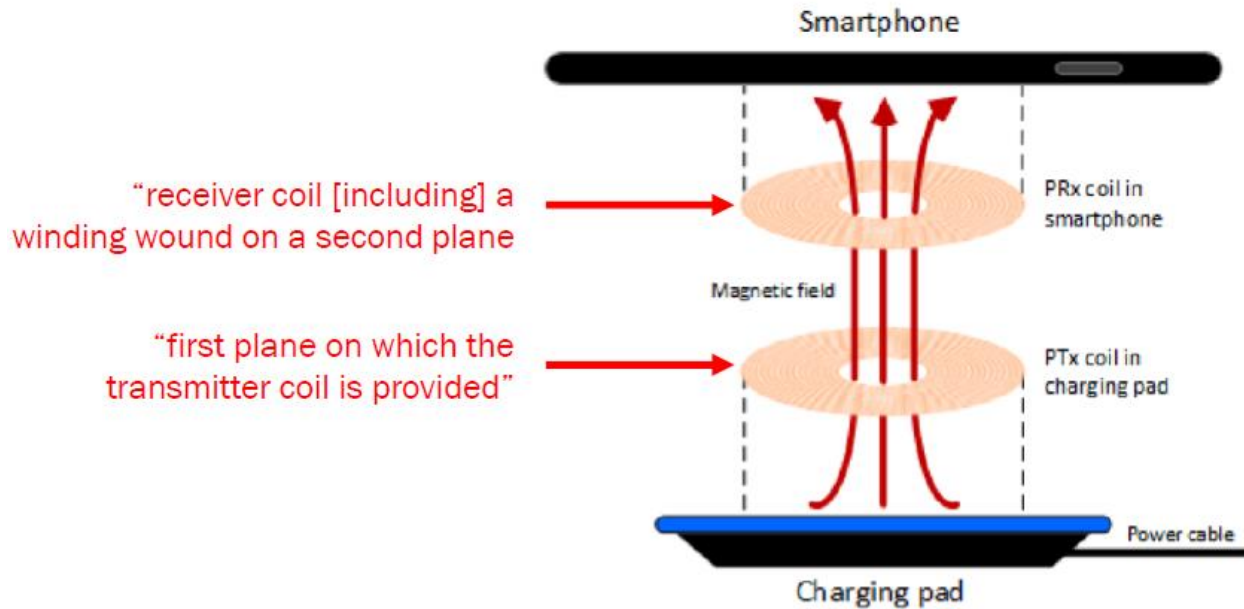 Smartphone
“receiver coil [including] a
winding wound on a second plane
PRx coil in
smartphone
Magnetic field
“first plane on which the
transmitter coil is provided”
PTx coil in
charging pad
Power cable
Charging pad